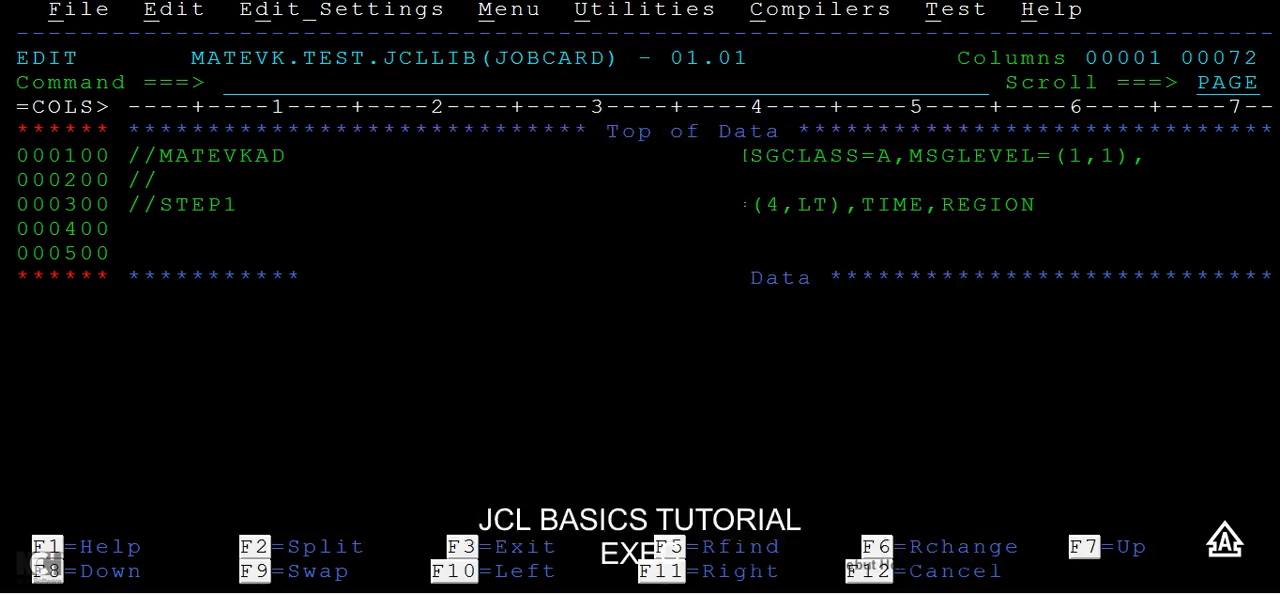 File Edit Edit_Settings Menu Utilities Compilers Test Help
EDIT MATEVK.TEST.JCLLIB(JOBCARD) - 01.01 Columns 00001 00072
Command ===> Scroll ===> PAGE
=COLS> ----+----1----+----2----+----3----+----4----+----5----+----6----+----7--
****** ***************************** Top of Data ******************************
000100 //MATEVKAD SGCLASS=A,MSGLEVEL=(1,1),
000200 //
000300 //STEP1 (4,LT),TIME,REGION
000400
000500
****** *********** Data ****************************
JCL BASICS TUTORIAL
F1=Help F2=Split F3=Exit F5=Rfind F6=Rchange F7=Up
F8=Down F9=Swap F10=Left F11=Right F12=Cancel